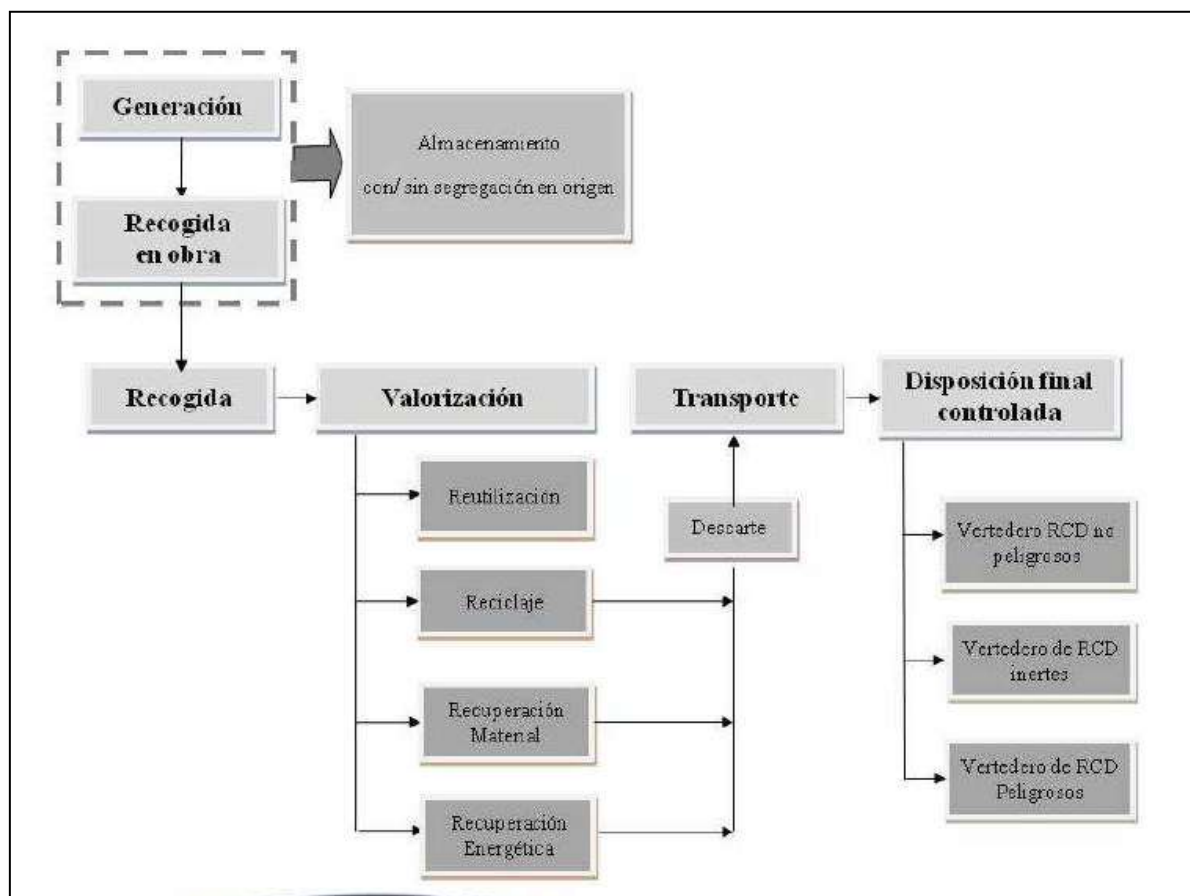 Generación
Almacenamiento
con/ sin segregación en origen
Recogida
en obra
Recogida
Valorización
Transporte
Disposición final
controlada
Reutilización
Descarte
Vertedero RCD no
peligrosos
Reciclaje
Vertedero de RCD
inertes
Recuperación
Material
Vertedero de RCD
Peligrosos
Recuperación
Energética